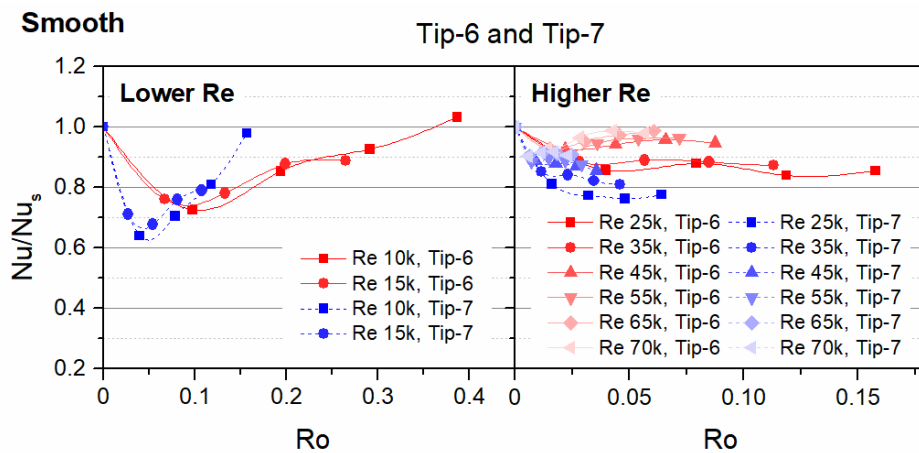 Smooth
Tip-6 and Tip-7
Lower Re
Higher Re
Nu/Nus
1.2
1.0
0.8
0.6
0.4
0.2
Re 10k, Tip-6
Re 15k, Tip-6
Re 10k, Tip-7
Re 15k, Tip-7
Re 25k, Tip-6 Re 25k, Tip-7
Re 35k, Tip-6 Re 35k, Tip-7
Re 45k, Tip-6 Re 45k, Tip-7
Re 55k, Tip-6 Re 55k, Tip-7
Re 65k, Tip-6 Re 65k, Tip-7
Re 70k, Tip-6 Re 70k, Tip-7
0 0.1 0.2 0.3 0.4
0 0.05 0.10 0.15
Ro
Ro